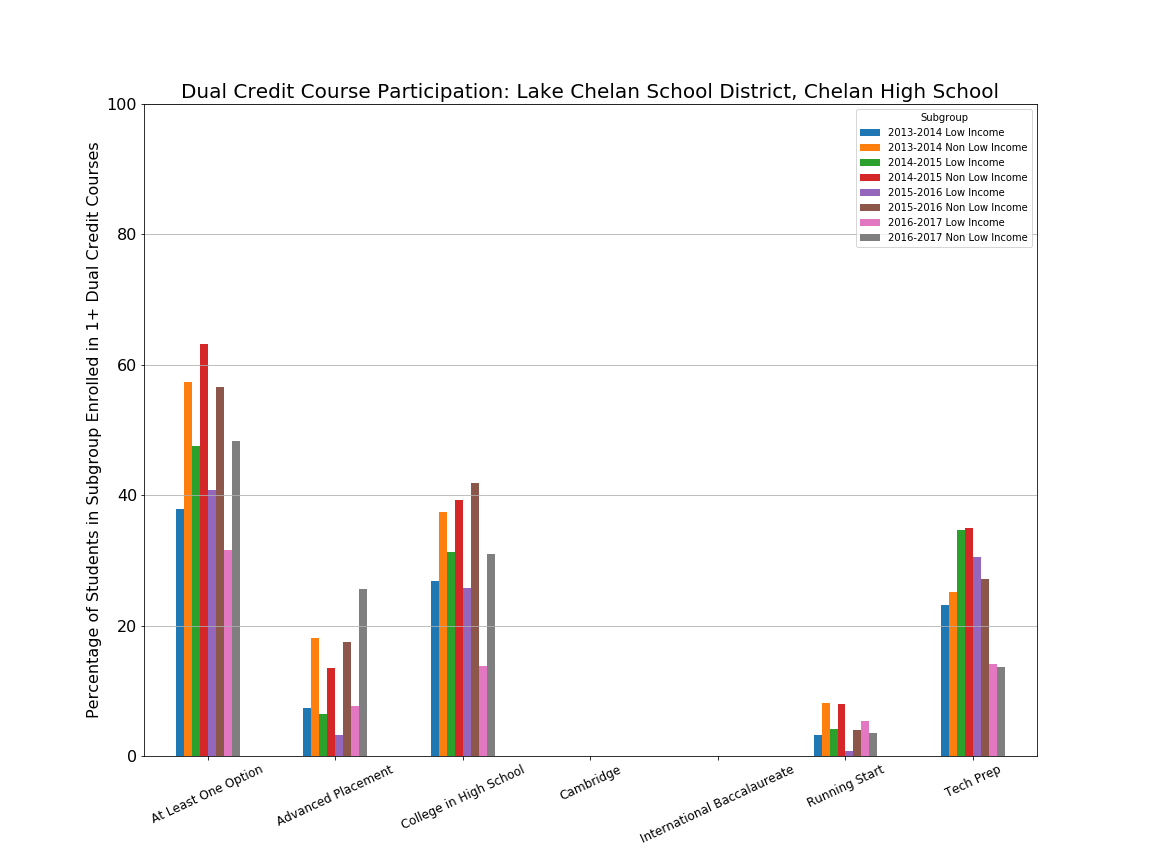 Dual Credit Course Participation: Lake Chelan School District, Chelan High School
Percentage of Students in Subgroup Enrolled in 1+ Dual Credit Courses
100
80
60
40
20
0
Subgroup
2013-2014 Low Income
2013-2014 Non Low Income
2014-2015 Low Income
2014-2015 Non Low Income
2015-2016 Low Income
2015-2016 Non Low Income
2016-2017 Low Income
2016-2017 Non Low Income
At Least One Option
Advanced Placement
College in High School
Cambridge
International Baccalaureate
Running Start
Tech Prep